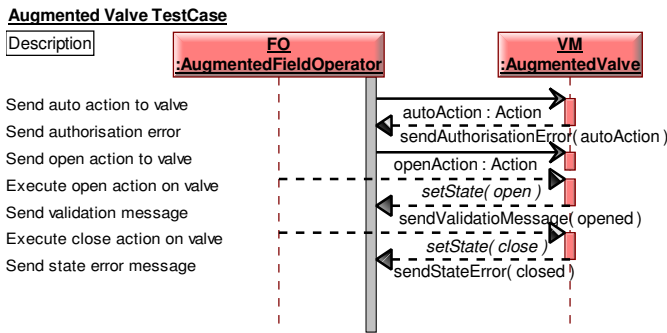 Augmented Valve TestCase
Description
FO
:AugmentedFieldOperator
VM
:AugmentedValve
Send auto action to valve
autoAction : Action
Send authorisation error
sendAuthorisationError( autoAction )
Send open action to valve
openAction : Action
Execute open action on valve
setState( open )
Send validation message
sendValidatioMessage( opened )
Execute close action on valve
setState( close )
Send state error message
sendStateError( closed )